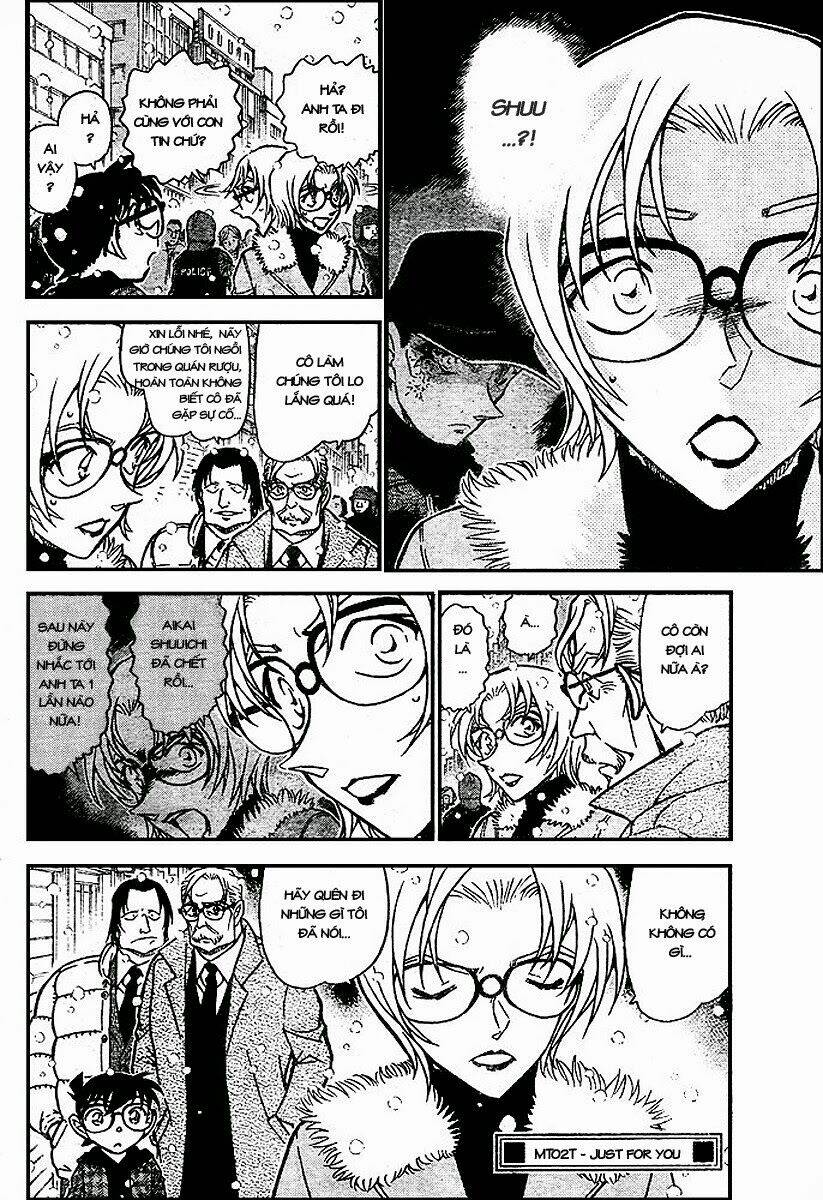 SHUU
...?!
HẢ?
ANH TA ĐI
RỒI!
KHÔNG PHẢI
CÙNG VỚI CON
TIN CHỨ?
HẢ
?
AI
VẬY?
POLICE
CÔ LÀM
CHÚNG TÔI LO
LẮNG QUÁ!
XIN LỖI NHÉ, NÃY
GIỜ CHÚNG TÔI NGỒI
TRONG QUÁN RƯỢU,
HOÀN TOÀN KHÔNG
BIẾT CÔ ĐÃ
GẶP SỰ CỐ...
CÔ CÒN
ĐỢI AI
NỮA À?
À...
ĐÓ
LÀ
...
AIKAI
SHUUICHI
ĐÃ CHẾT
RỒI...
SAU NÀY
ĐỪNG
NHẮC TỚI
ANH TA 1
LẦN NÀO
NỮA!
KHÔNG,
KHÔNG CÓ
GÌ...
HÃY QUÊN ĐI
NHỮNG GÌ TÔI
ĐÃ NÓI...
MT02T - JUST FOR YOU